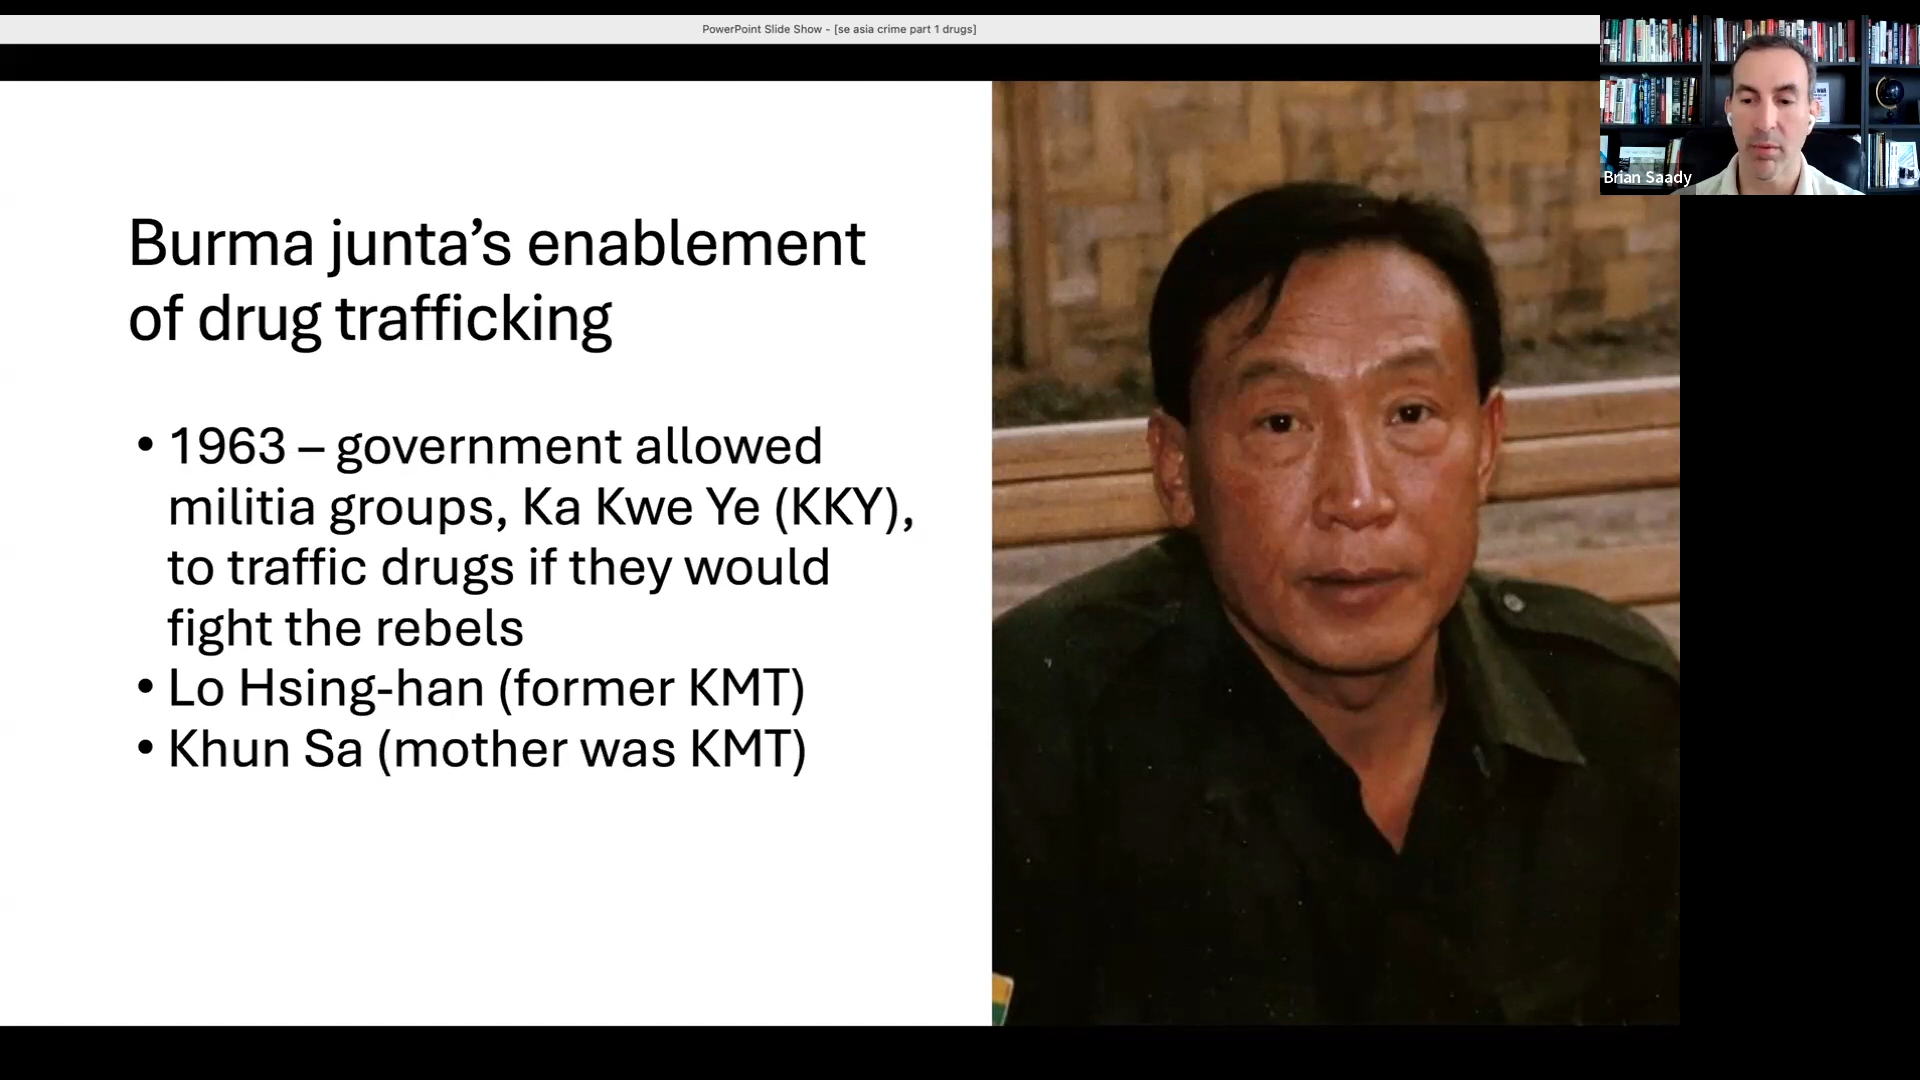 PowerPoint Slide Show - [se asia crime part 1 drugs]
Brian Saady
Burma junta’s enablement
of drug trafficking
• 1963 – government allowed
militia groups, Ka Kwe Ye (KKY),
to traffic drugs if they would
fight the rebels
• Lo Hsing-han (former KMT)
• Khun Sa (mother was KMT)